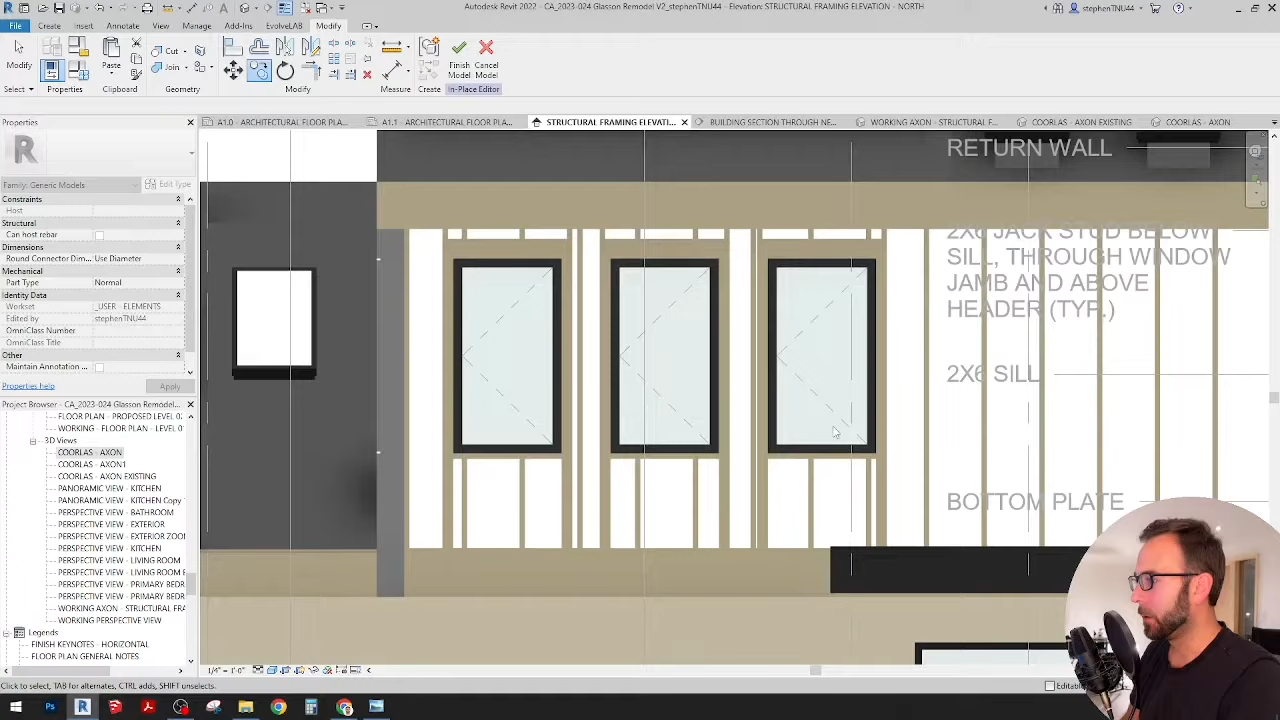 Autodesk Revit 2022 - CA_2023-024 Glasson Remodel V2_stephenTNU44 - Elevation: STRUCTURAL FRAMING ELEVATION - NORTH
stephenTNU44
File
View
Manage
Add-Ins
EvolveLAB
Modify
Modify
Paste
Cut
Join
Finish Cancel
Model Model
Select
Properties
Clipboard
Geometry
Modify
Measure
Create
In-Place Editor
Properties
A1.0 - ARCHITECTURAL FLOOR PLA...
A1.1 - ARCHITECTURAL FLOOR PLA...
STRUCTURAL FRAMING ELEVATI...
BUILDING SECTION THROUGH NE...
WORKING AXON - STRUCTURAL F...
COORLAS - AXON EXISTING
COORLAS - AXON
Family: Generic Models
Edit Type
Constraints
Host
Structural
Can host rebar
Dimensions
Round Connector Dim...
Use Diameter
Mechanical
Part Type
Normal
Identity Data
Workset
_USER - ELEMENTS
Edited by
stephenTNU44
OmniClass Number
OmniClass Title
Other
Maintain Annotation ...
Properties help
Apply
Project Browser - CA_2023-024 Glasson Remodel...
FLOOR PLAN - PROPOSED LEVEL 02
WORKING - FLOOR PLAN - LEVEL 0
3D Views
COORLAS - AXON
COORLAS - AXON1
COORLAS - AXON EXISTING
PANORAMIC VIEW - KITCHEN
PANORAMIC VIEW - KITCHEN Copy
PERSPECTIVE VIEW - BATHROOM
PERSPECTIVE VIEW - EXTERIOR
PERSPECTIVE VIEW - EXTERIOR ZOO
PERSPECTIVE VIEW - KITCHEN
PERSPECTIVE VIEW - LIVING ROOM
PERSPECTIVE VIEW - LIVING ROOM E
PERSPECTIVE VIEW - PRIMARY BEDR
PERSPECTIVE VIEW - PRIMARY BEDR
WORKING AXON - STRUCTURAL FRA
WORKING PERSPECTIVE VIEW
Legends
FINISH KEYNOTES - HORIZONTAL
FLOOR PLAN GENERAL NOTES
RETURN WALL
2X6 JACK STUD BELOW
SILL, THROUGH WINDOW
JAMB AND ABOVE
HEADER (TYP.)
2X6 SILL
BOTTOM PLATE
1/4" = 1'-0"
Click to select, TAB for alternates, CTRL adds, SHIFT unselects.